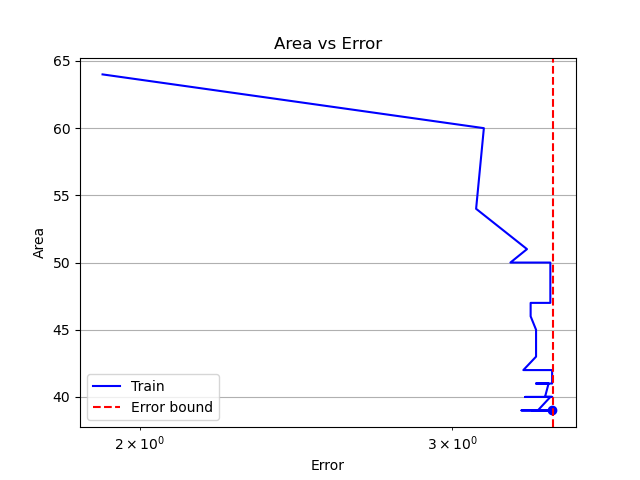 Area vs Error
65
60
55
50
45
40
Area
Train
Error bound
2 × 10⁰
3 × 10⁰
Error